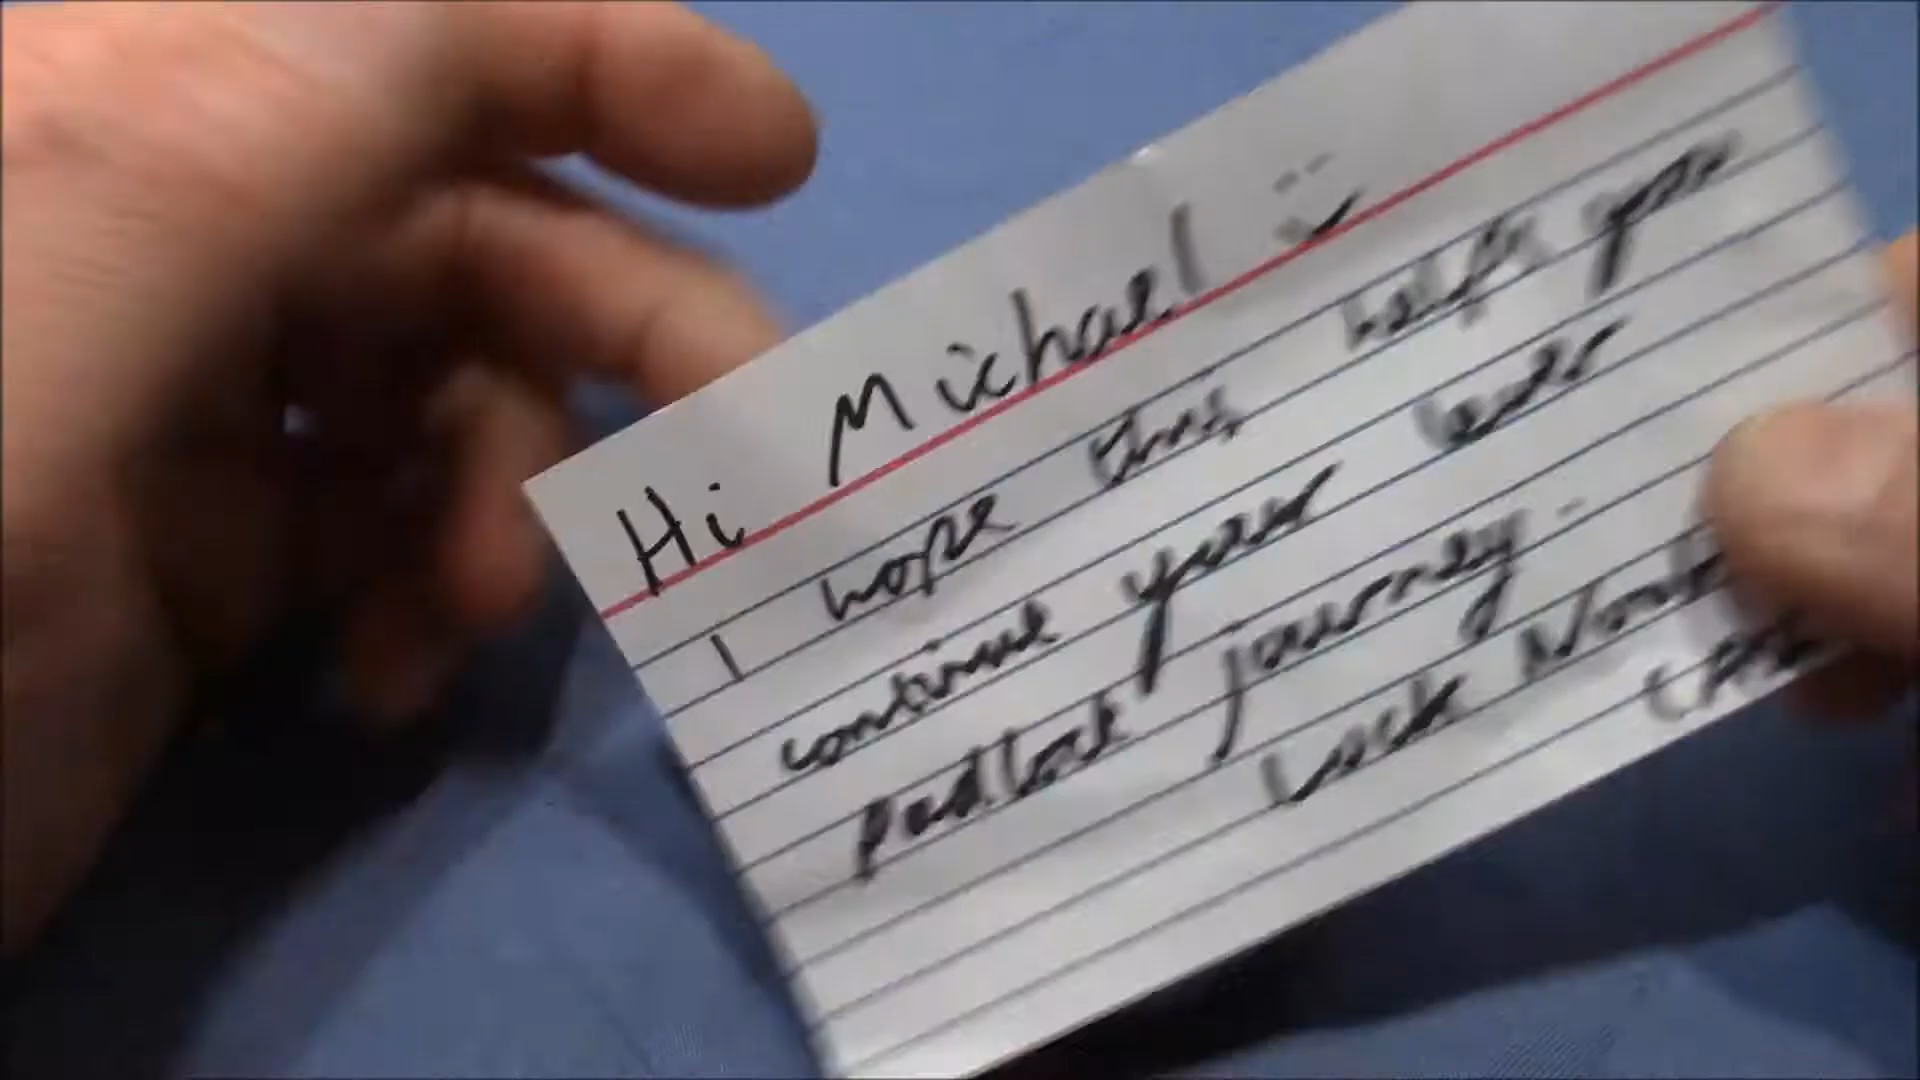 Hi Michael
I hope this helps you
continue your
padlock journey.
Lock